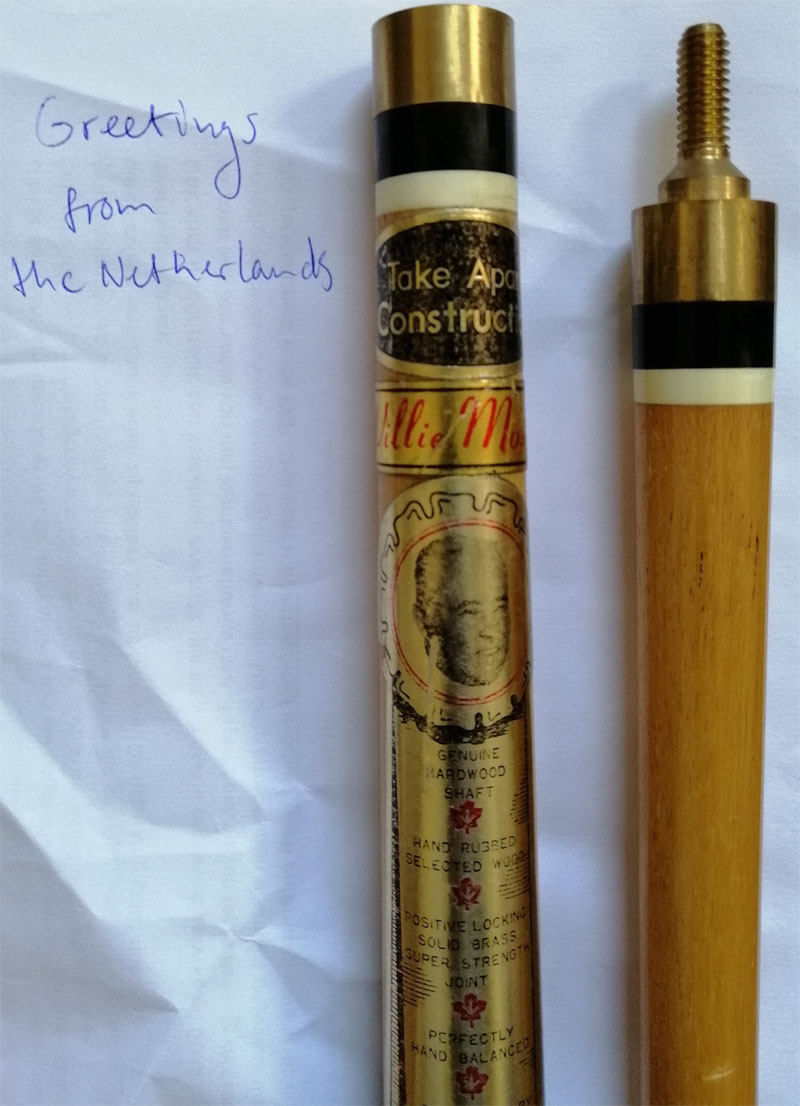 Greetings
from
the Netherlands
Take Apar
Constructi
illie Mo
GENUINE
HARDWOOD
SHAFT
HAND RUBBED
SELECTED WOOD
POSITIVE LOCKING
SOLID BRASS
SUPER STRENGTH
JOINT
PERFECTLY
HAND BALANCED